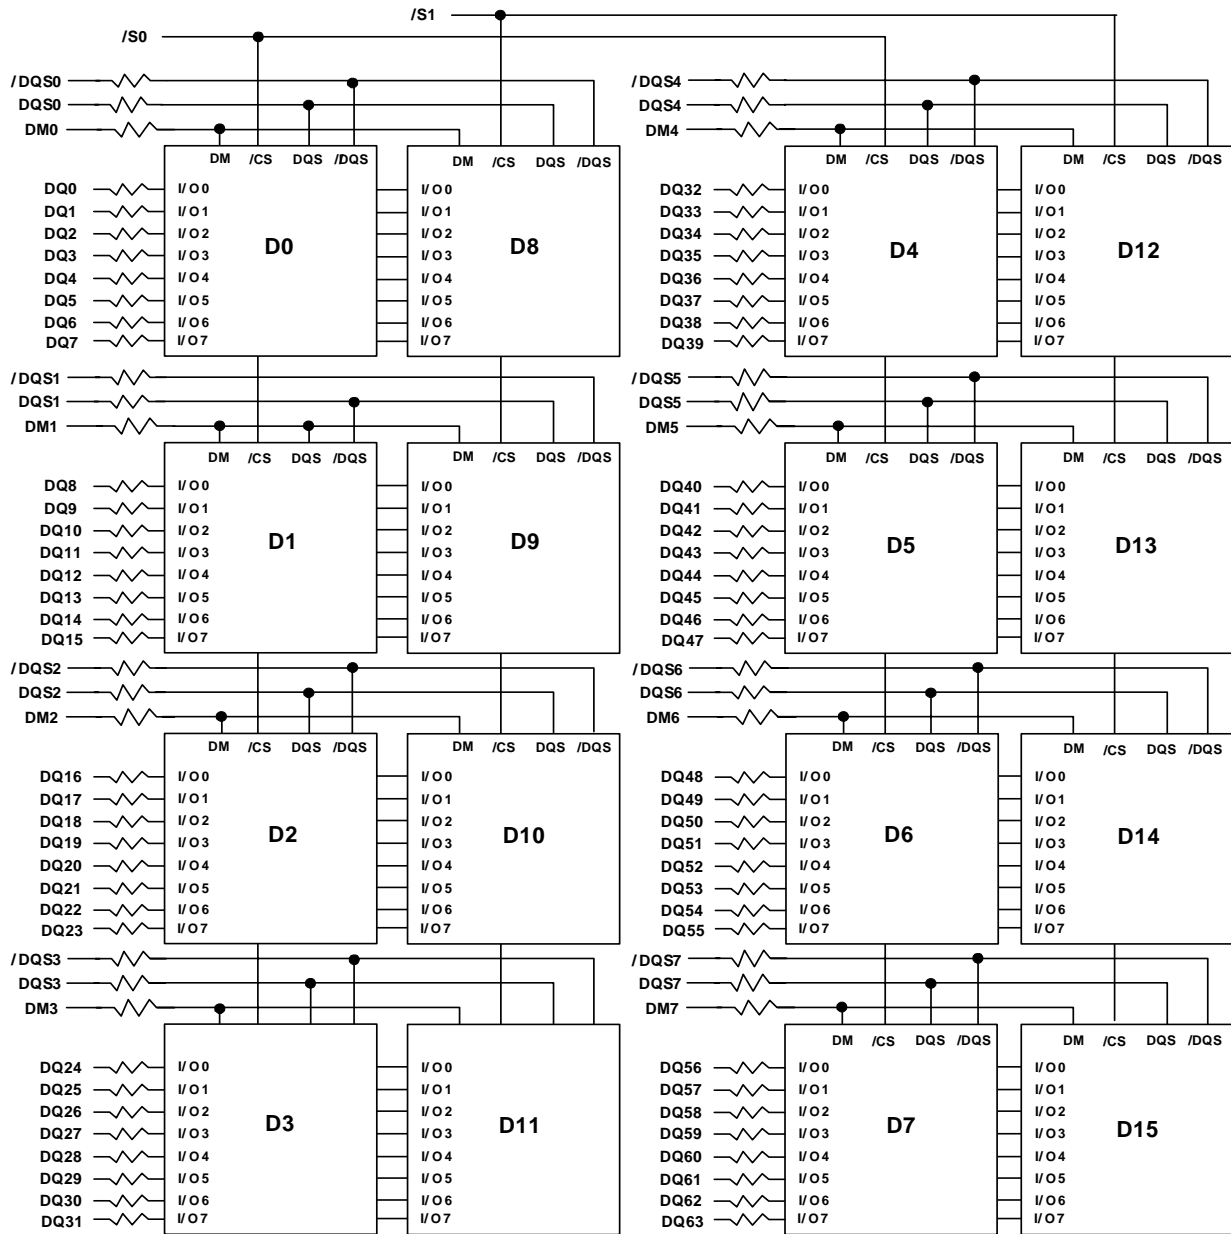 /S1
/S0
/DQS0
DQS0
DM0
/DQS4
DQS4
DM4
DM /CS DQS /DQS
DM /CS DQS /DQS
DM /CS DQS /DQS
DM /CS DQS /DQS
DQ0 I/O0 I/O0 DQ32 I/O0 I/O0
DQ1 I/O1 I/O1 DQ33 I/O1 I/O1
DQ2 I/O2 I/O2 DQ34 I/O2 I/O2
D0 D8 D4 D12
DQ3 I/O3 I/O3 DQ35 I/O3 I/O3
DQ4 I/O4 I/O4 DQ36 I/O4 I/O4
DQ5 I/O5 I/O5 DQ37 I/O5 I/O5
DQ6 I/O6 I/O6 DQ38 I/O6 I/O6
DQ7 I/O7 I/O7 DQ39 I/O7 I/O7
/DQS1
DQS1
DM1
/DQS5
DQS5
DM5
DM /CS DQS /DQS
DM /CS DQS /DQS
DM /CS DQS /DQS
DM /CS DQS /DQS
DQ8 I/O0 I/O0 DQ40 I/O0 I/O0
DQ9 I/O1 I/O1 DQ41 I/O1 I/O1
DQ10 I/O2 I/O2 DQ42 I/O2 I/O2
D1 D9 D5 D13
DQ11 I/O3 I/O3 DQ43 I/O3 I/O3
DQ12 I/O4 I/O4 DQ44 I/O4 I/O4
DQ13 I/O5 I/O5 DQ45 I/O5 I/O5
DQ14 I/O6 I/O6 DQ46 I/O6 I/O6
DQ15 I/O7 I/O7 DQ47 I/O7 I/O7
/DQS2
DQS2
DM2
/DQS6
DQS6
DM6
DM /CS DQS /DQS
DM /CS DQS /DQS
DM /CS DQS /DQS
DM /CS DQS /DQS
DQ16 I/O0 I/O0 DQ48 I/O0 I/O0
DQ17 I/O1 I/O1 DQ49 I/O1 I/O1
DQ18 I/O2 I/O2 DQ50 I/O2 I/O2
D2 D10 D6 D14
DQ19 I/O3 I/O3 DQ51 I/O3 I/O3
DQ20 I/O4 I/O4 DQ52 I/O4 I/O4
DQ21 I/O5 I/O5 DQ53 I/O5 I/O5
DQ22 I/O6 I/O6 DQ54 I/O6 I/O6
DQ23 I/O7 I/O7 DQ55 I/O7 I/O7
/DQS3
DQS3
DM3
/DQS7
DQS7
DM7
DM /CS DQS /DQS
DM /CS DQS /DQS
DQ24 I/O0 I/O0 DQ56 I/O0 I/O0
DQ25 I/O1 I/O1 DQ57 I/O1 I/O1
DQ26 I/O2 I/O2 DQ58 I/O2 I/O2
D3 D11 D7 D15
DQ27 I/O3 I/O3 DQ59 I/O3 I/O3
DQ28 I/O4 I/O4 DQ60 I/O4 I/O4
DQ29 I/O5 I/O5 DQ61 I/O5 I/O5
DQ30 I/O6 I/O6 DQ62 I/O6 I/O6
DQ31 I/O7 I/O7 DQ63 I/O7 I/O7